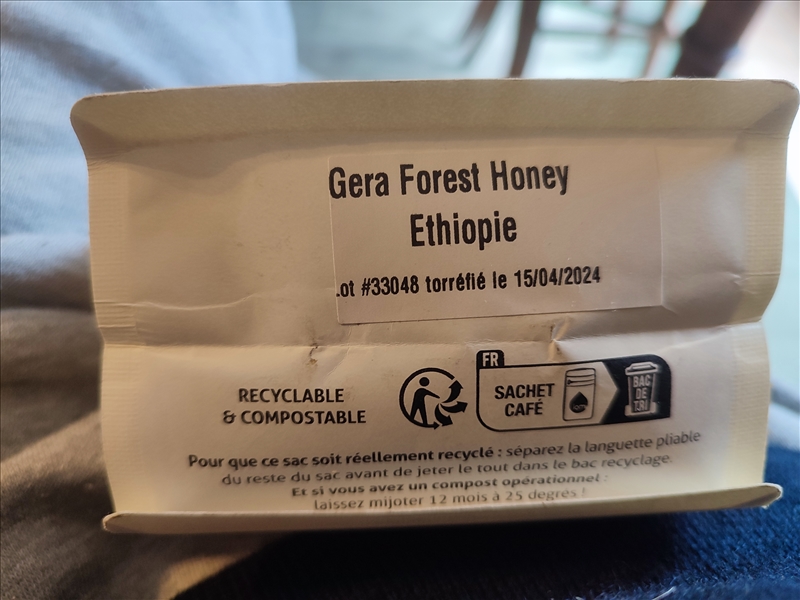 Gera Forest Honey
Ethiopie
Lot #33048 torréfié le 15/04/2024
FR
RECYCLABLE
& COMPOSTABLE
SACHET
CAFÉ
BAC
DE
TRI
Pour que ce sac soit réellement recyclé : séparez la languette pliable
du reste du sac avant de jeter le tout dans le bac recyclage.
Et si vous avez un compost opérationnel :
laissez mijoter 12 mois à 25 degrés !